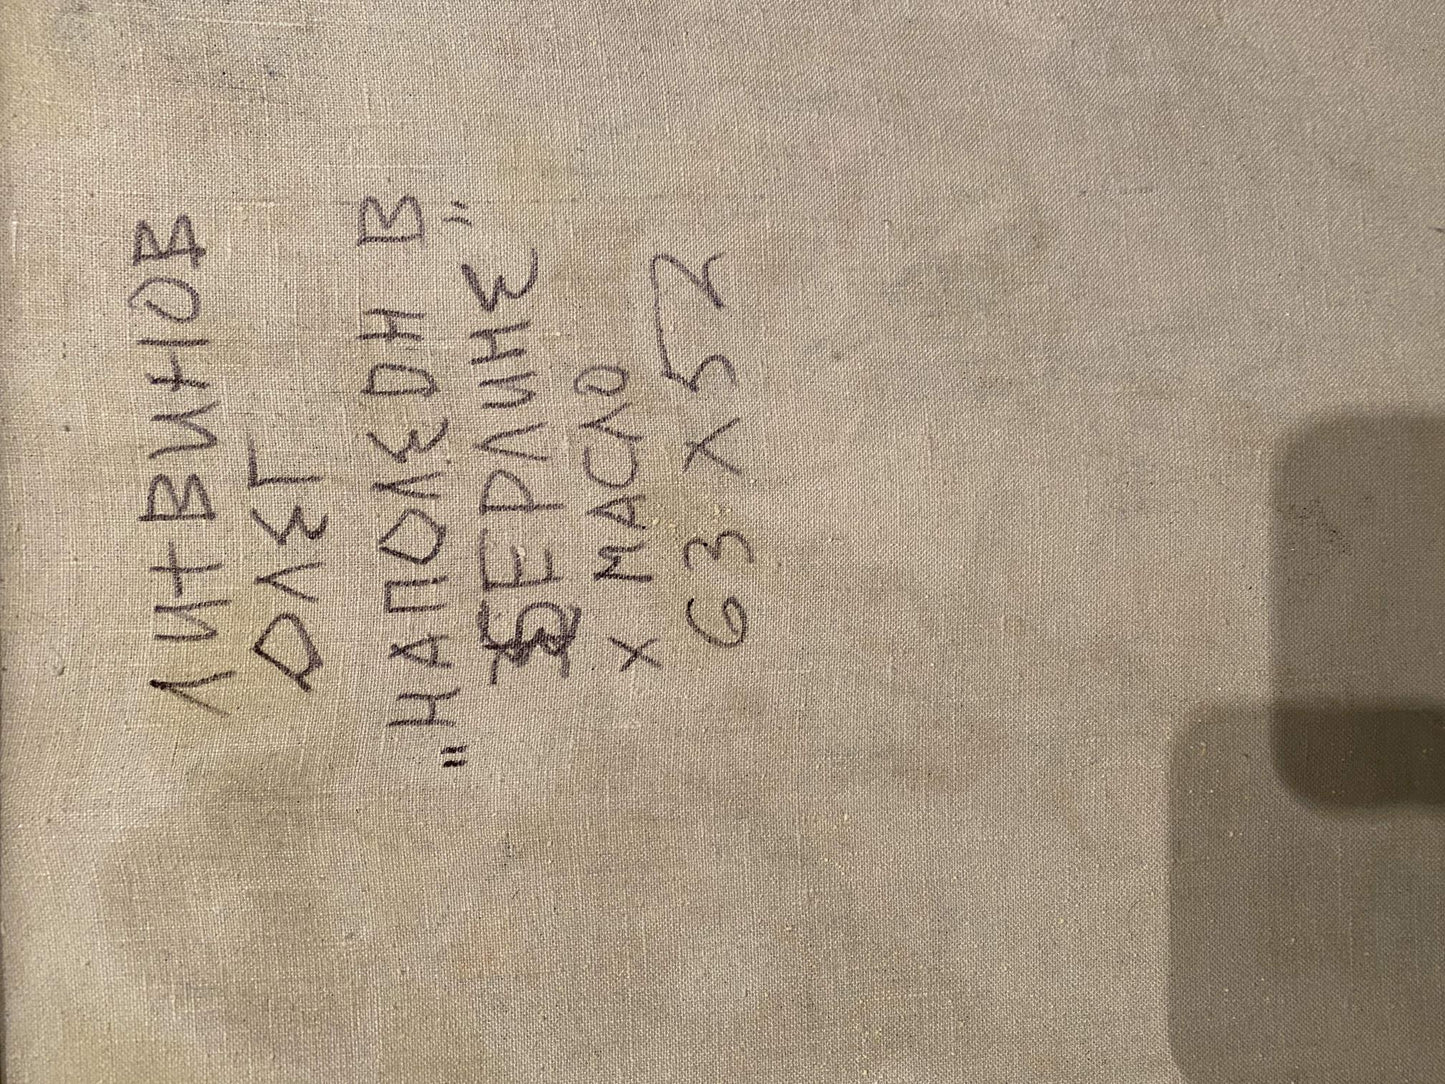 ЛИТВИНОВ
ОЛЕГ
"НАПОЛЕОН В
БЕРЛИНЕ"
Х МАСЛО
63 х 52